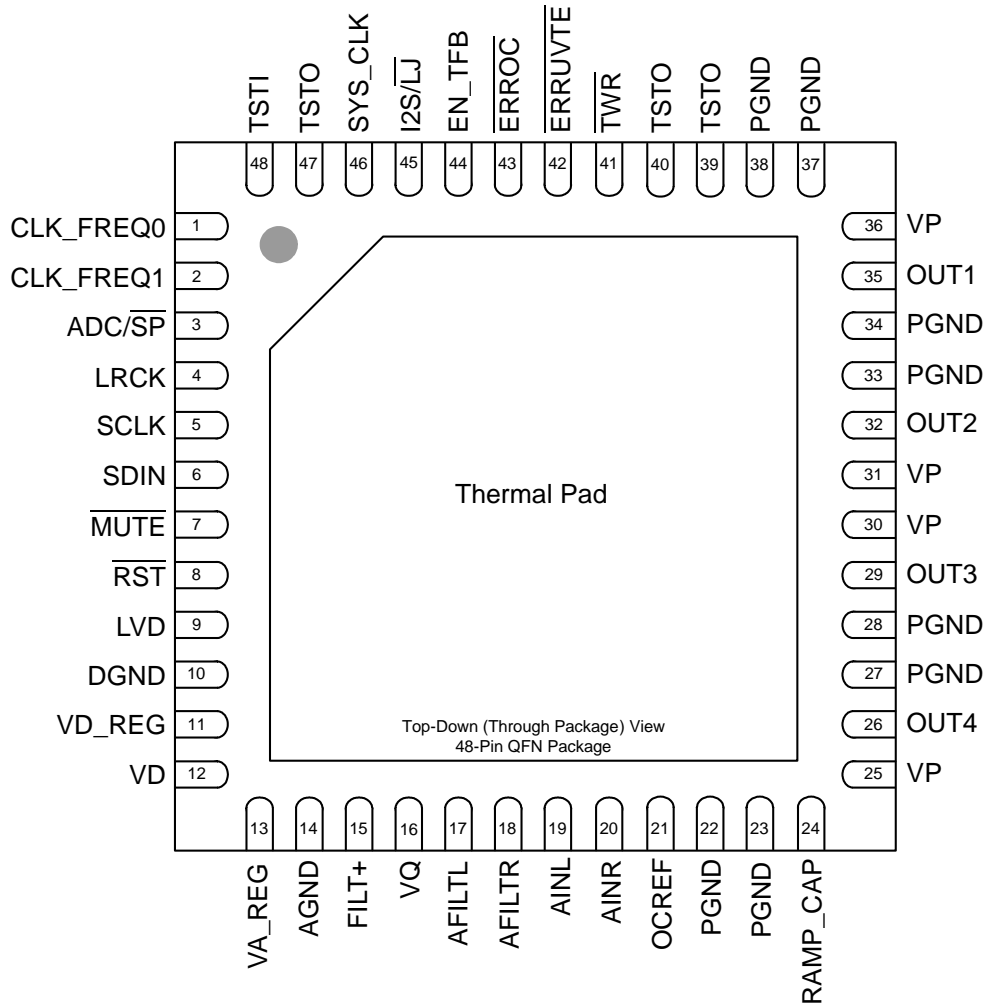 TSTI
TSTO
SYS_CLK
I2S/LJ
EN_TFB
ERROC
ERRUVTE
TWR
TSTO
TSTO
PGND
PGND
48 47 46 45 44 43 42 41 40 39 38 37
CLK_FREQ0 1
CLK_FREQ1 2
ADC/SP 3
LRCK 4
SCLK 5
SDIN 6
MUTE 7
RST 8
LVD 9
DGND 10
VD_REG 11
VD 12
36 VP
35 OUT1
34 PGND
33 PGND
32 OUT2
31 VP
30 VP
29 OUT3
28 PGND
27 PGND
26 OUT4
25 VP
Thermal Pad
Top-Down (Through Package) View
48-Pin QFN Package
13 14 15 16 17 18 19 20 21 22 23 24
VA_REG
AGND
FILT+
VQ
AFILTL
AFILTR
AINL
AINR
OCREF
PGND
PGND
RAMP_CAP